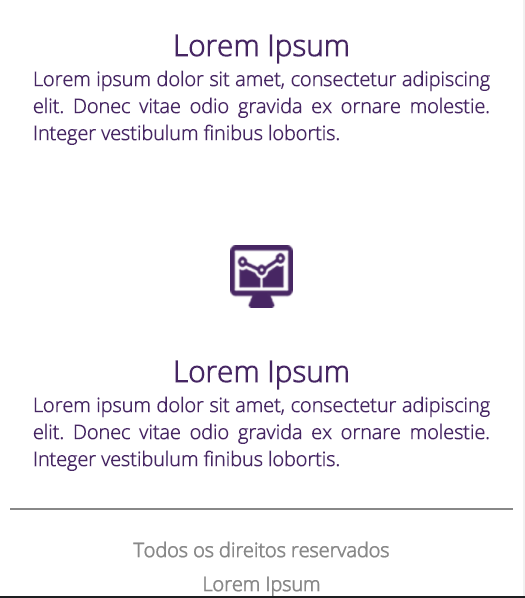 Lorem Ipsum
Lorem ipsum dolor sit amet, consectetur adipiscing
elit. Donec vitae odio gravida ex ornare molestie.
Integer vestibulum finibus lobortis.
Lorem Ipsum
Lorem ipsum dolor sit amet, consectetur adipiscing
elit. Donec vitae odio gravida ex ornare molestie.
Integer vestibulum finibus lobortis.
Todos os direitos reservados
Lorem Ipsum